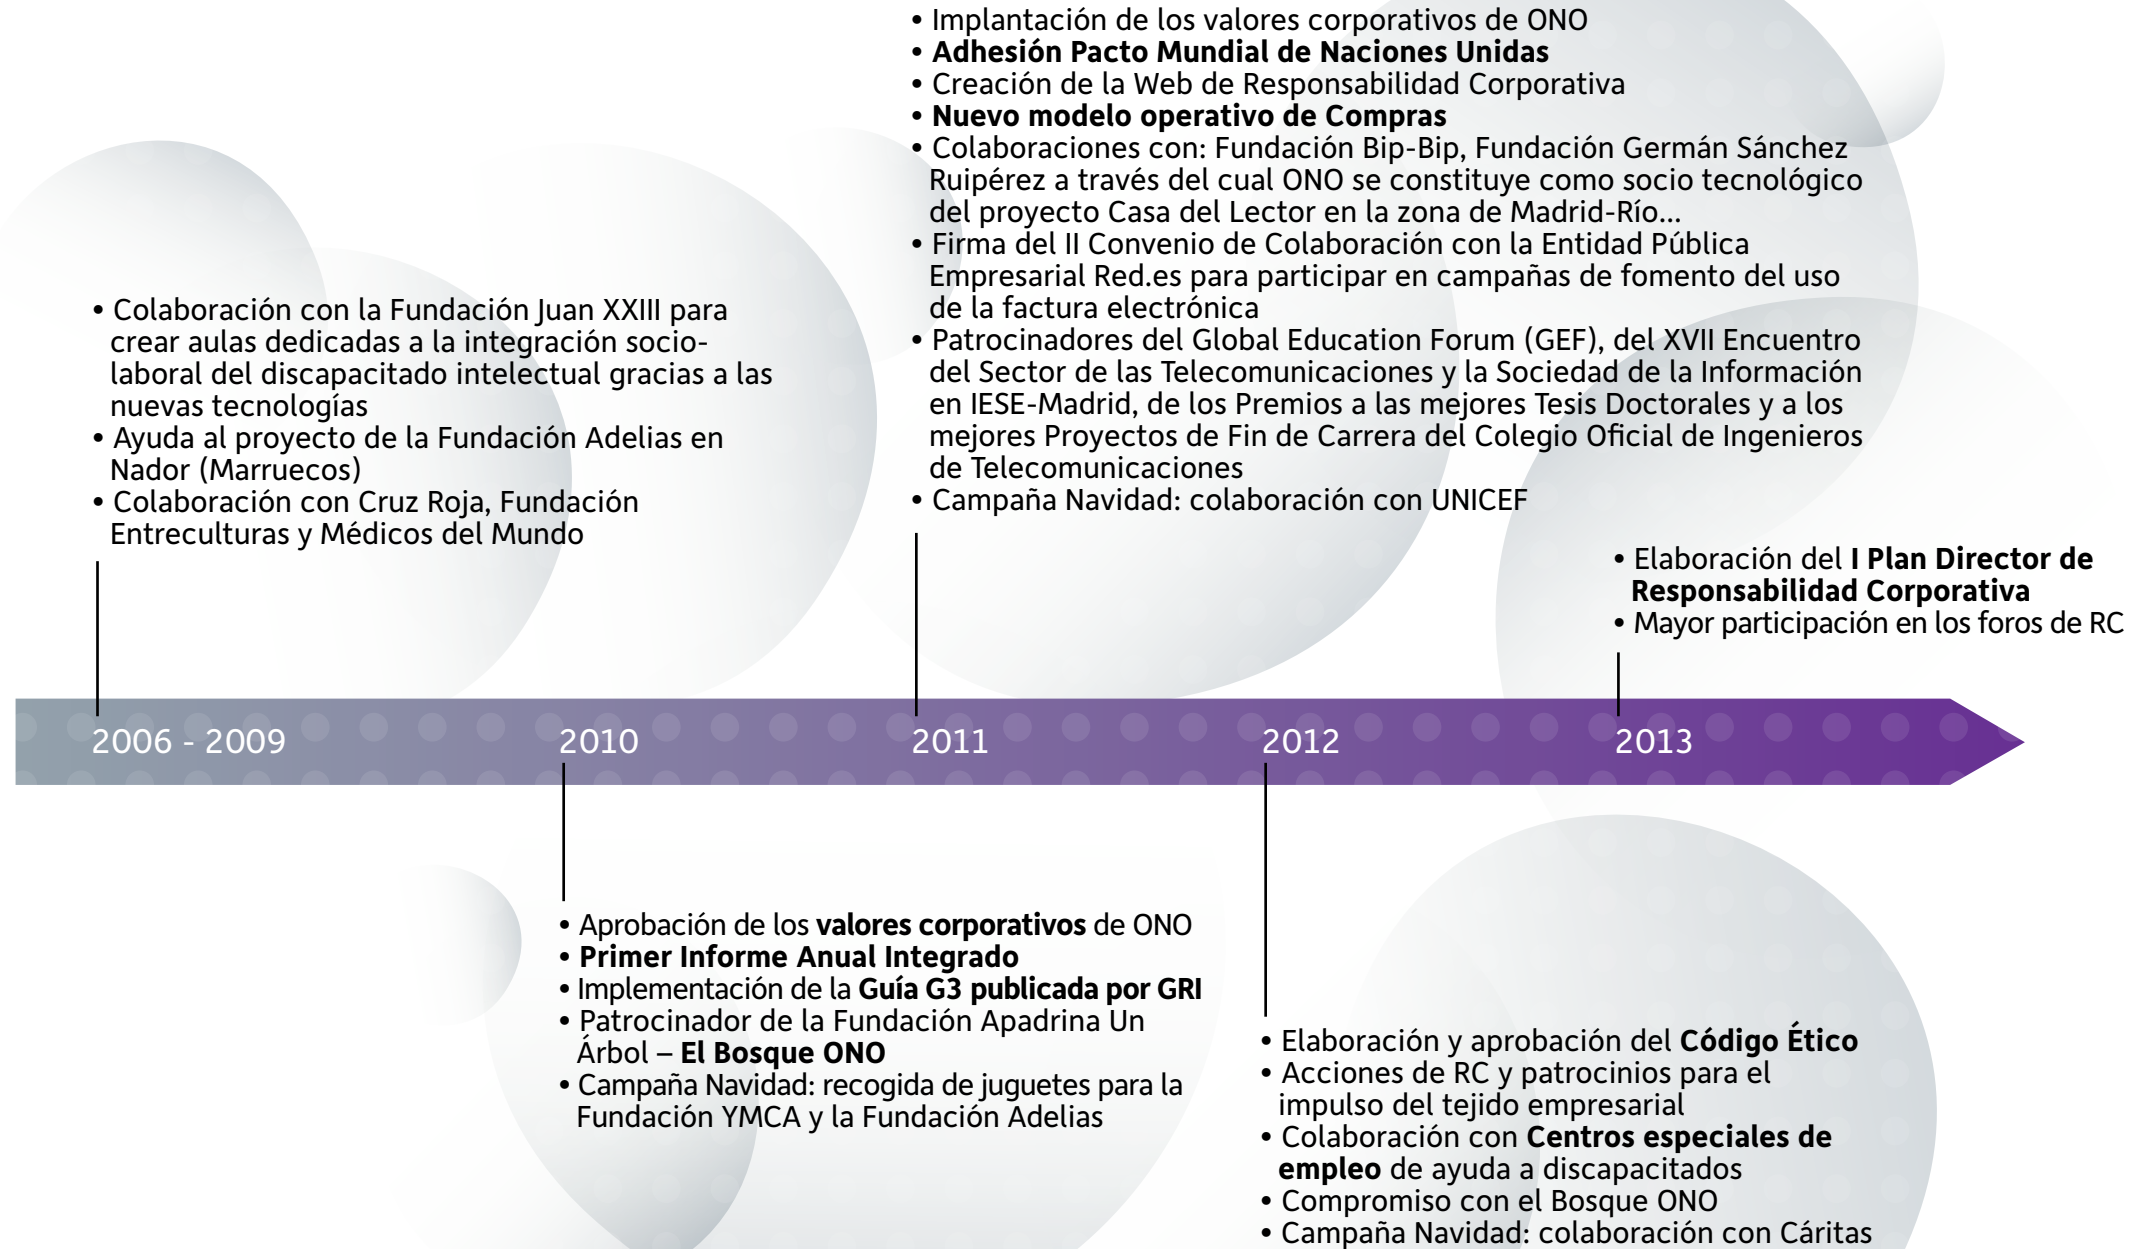 • Implantación de los valores corporativos de ONO
• Adhesión Pacto Mundial de Naciones Unidas
• Creación de la Web de Responsabilidad Corporativa
• Nuevo modelo operativo de Compras
• Colaboraciones con: Fundación Bip-Bip, Fundación Germán Sánchez
Ruipérez a través del cual ONO se constituye como socio tecnológico
del proyecto Casa del Lector en la zona de Madrid-Río...
• Firma del II Convenio de Colaboración con la Entidad Pública
Empresarial Red.es para participar en campañas de fomento del uso
de la factura electrónica
• Patrocinadores del Global Education Forum (GEF), del XVII Encuentro
del Sector de las Telecomunicaciones y la Sociedad de la Información
en IESE-Madrid, de los Premios a las mejores Tesis Doctorales y a los
mejores Proyectos de Fin de Carrera del Colegio Oficial de Ingenieros
de Telecomunicaciones
• Campaña Navidad: colaboración con UNICEF
• Colaboración con la Fundación Juan XXIII para
crear aulas dedicadas a la integración socio-
laboral del discapacitado intelectual gracias a las
nuevas tecnologías
• Ayuda al proyecto de la Fundación Adelias en
Nador (Marruecos)
• Colaboración con Cruz Roja, Fundación
Entreculturas y Médicos del Mundo
• Elaboración del I Plan Director de
Responsabilidad Corporativa
• Mayor participación en los foros de RC
2006 - 2009
2010
2011
2012
2013
• Aprobación de los valores corporativos de ONO
• Primer Informe Anual Integrado
• Implementación de la Guía G3 publicada por GRI
• Patrocinador de la Fundación Apadrina Un
Árbol – El Bosque ONO
• Campaña Navidad: recogida de juguetes para la
Fundación YMCA y la Fundación Adelias
• Elaboración y aprobación del Código Ético
• Acciones de RC y patrocinios para el
impulso del tejido empresarial
• Colaboración con Centros especiales de
empleo de ayuda a discapacitados
• Compromiso con el Bosque ONO
• Campaña Navidad: colaboración con Cáritas